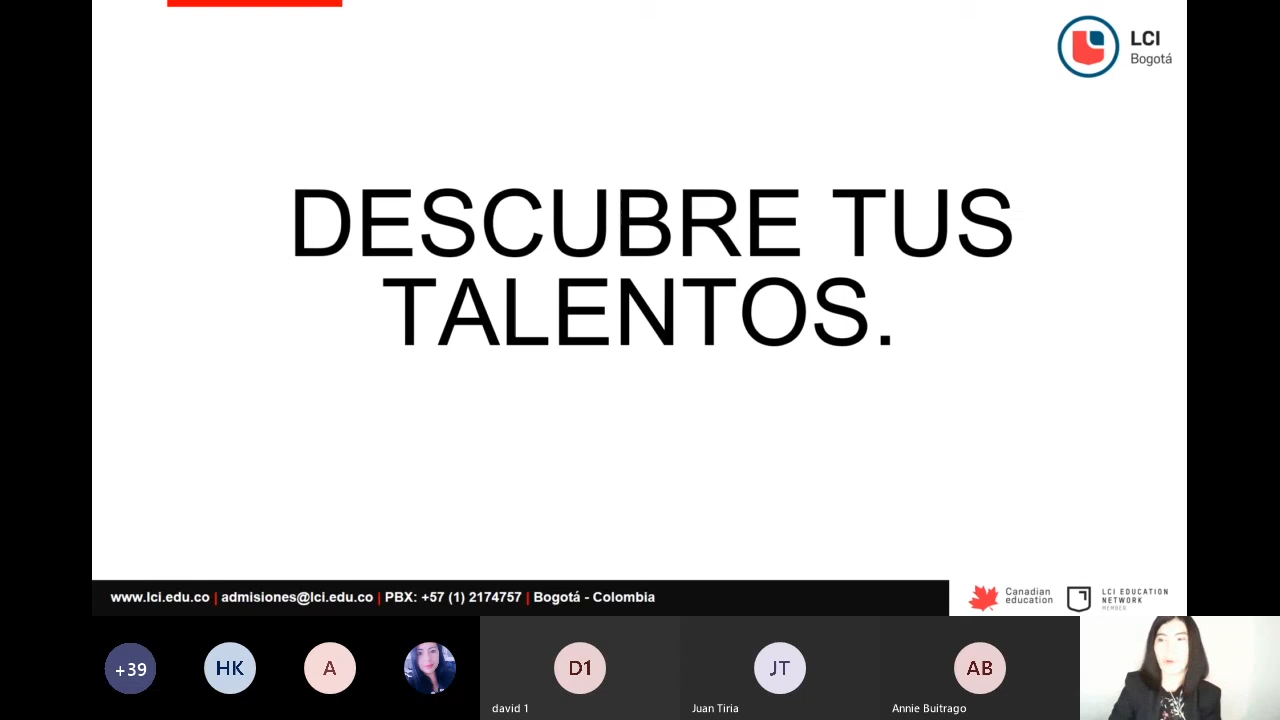 LCI
Bogotá
DESCUBRE TUS
TALENTOS.
www.lci.edu.co | admisiones@lci.edu.co | PBX: +57 (1) 2174757 | Bogotá - Colombia
Canadian
education
LCI EDUCATION
NETWORK
MEMBER
+39
HK
A
D1
JT
AB
david 1
Juan Tiria
Annie Buitrago